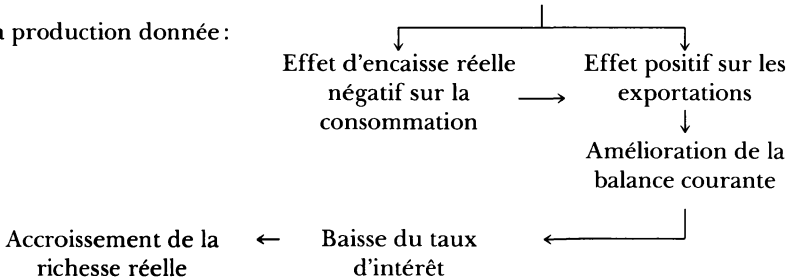 production donnée :
Effet d'encaisse réelle
négatif sur la
consommation
Effet positif sur les
exportations
Amélioration de la
balance courante
Baisse du taux
d'intérêt
Accroissement de la
richesse réelle